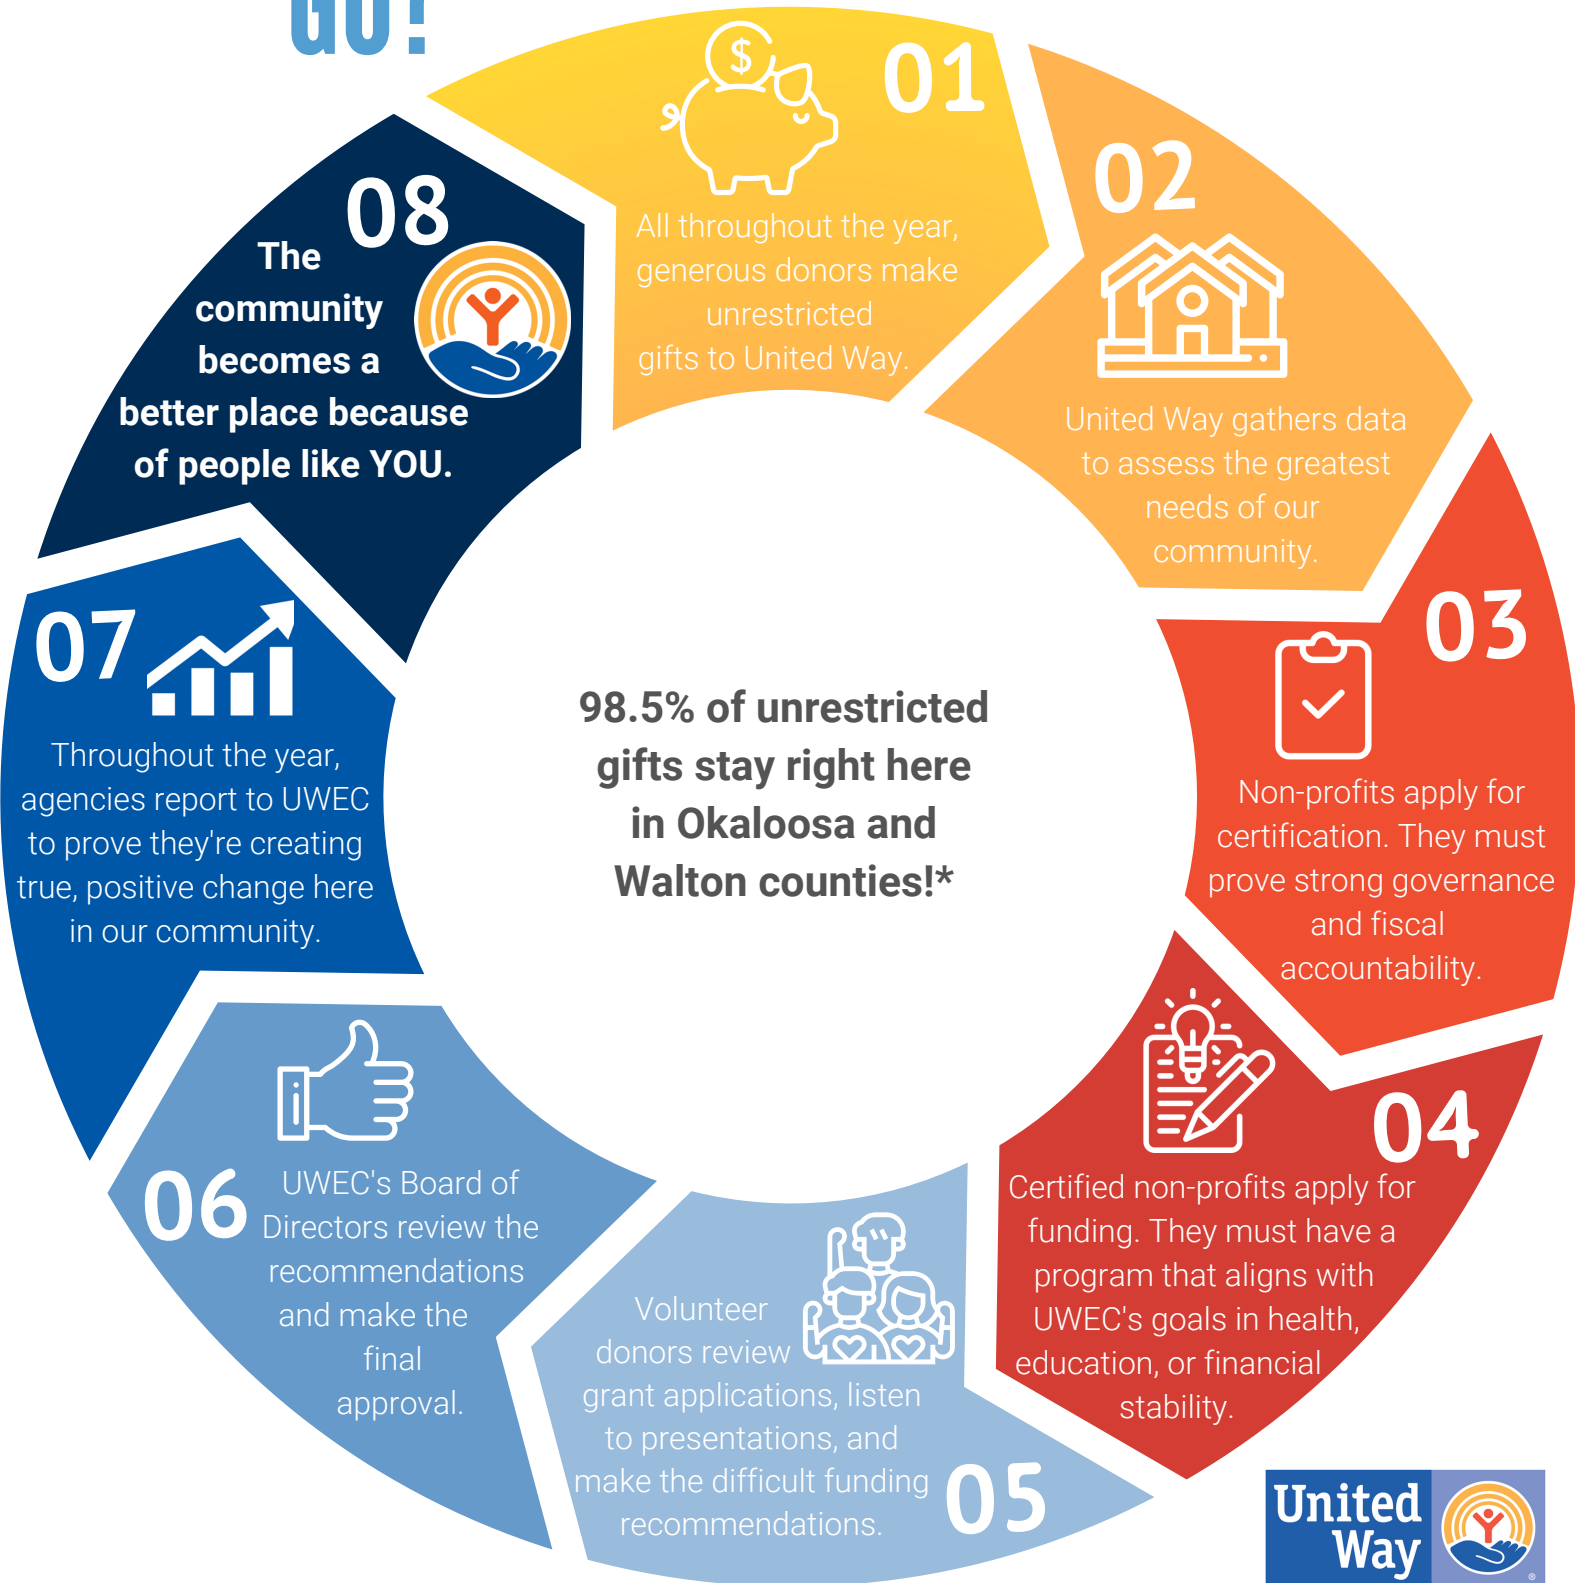 GO!
01
$
All throughout the year,
generous donors make
unrestricted
gifts to United Way.
02
United Way gathers data
to assess the greatest
needs of our
community.
03
Non-profits apply for
certification. They must
prove strong governance
and fiscal
accountability.
04
Certified non-profits apply for
funding. They must have a
program that aligns with
UWEC's goals in health,
education, or financial
stability.
05
Volunteer
donors review
grant applications, listen
to presentations, and
make the difficult funding
recommendations.
06
UWEC's Board of
Directors review the
recommendations
and make the
final
approval.
07
Throughout the year,
agencies report to UWEC
to prove they're creating
true, positive change here
in our community.
08
The
community
becomes a
better place because
of people like YOU.
98.5% of unrestricted
gifts stay right here
in Okaloosa and
Walton counties!*
United
Way
®